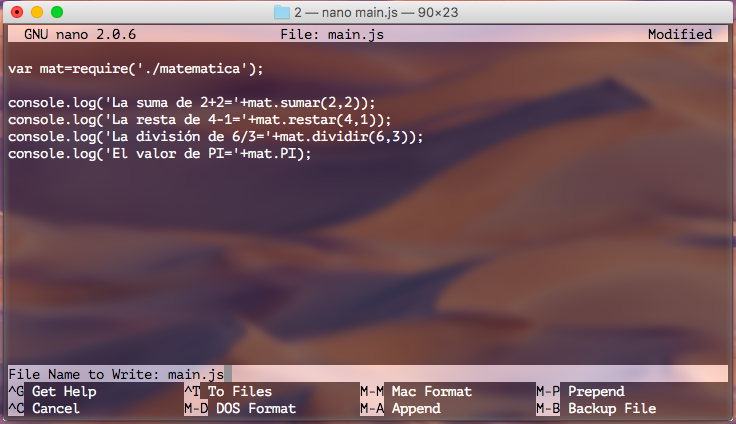 2 — nano main.js — 90×23
GNU nano 2.0.6 File: main.js Modified
var mat=require('./matematica');
console.log('La suma de 2+2='+mat.sumar(2,2));
console.log('La resta de 4-1='+mat.restar(4,1));
console.log('La división de 6/3='+mat.dividir(6,3));
console.log('El valor de PI='+mat.PI);
File Name to Write: main.js
^G Get Help ^T To Files M-M Mac Format M-P Prepend
^C Cancel M-D DOS Format M-A Append M-B Backup File